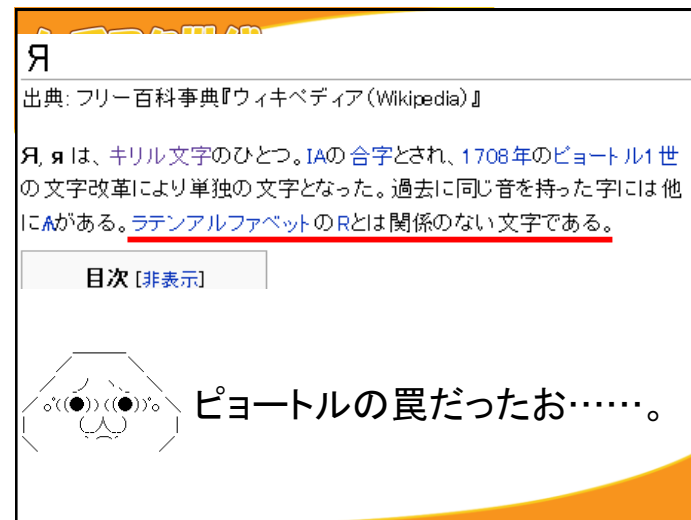 Я
出典: フリー百科事典『ウィキペディア(Wikipedia)』
Я, я は、キリル文字のひとつ。IAの合字とされ、1708年のピョートル1世
の文字改革により単独の文字となった。過去に同じ音を持った字には他
にѦがある。ラテンアルファベットのRとは関係のない文字である。
目次 [非表示]
ピョートルの罠だったお……。